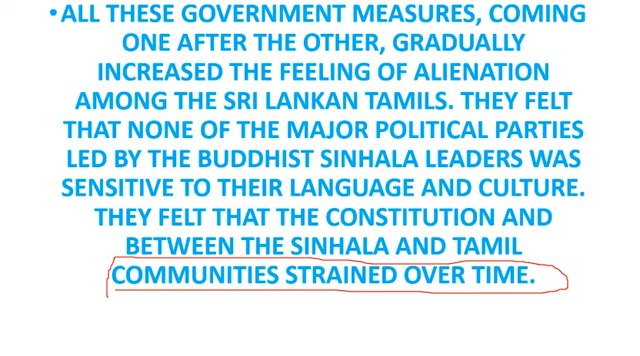 •ALL THESE GOVERNMENT MEASURES, COMING
ONE AFTER THE OTHER, GRADUALLY
INCREASED THE FEELING OF ALIENATION
AMONG THE SRI LANKAN TAMILS. THEY FELT
THAT NONE OF THE MAJOR POLITICAL PARTIES
LED BY THE BUDDHIST SINHALA LEADERS WAS
SENSITIVE TO THEIR LANGUAGE AND CULTURE.
THEY FELT THAT THE CONSTITUTION AND
BETWEEN THE SINHALA AND TAMIL
COMMUNITIES STRAINED OVER TIME.